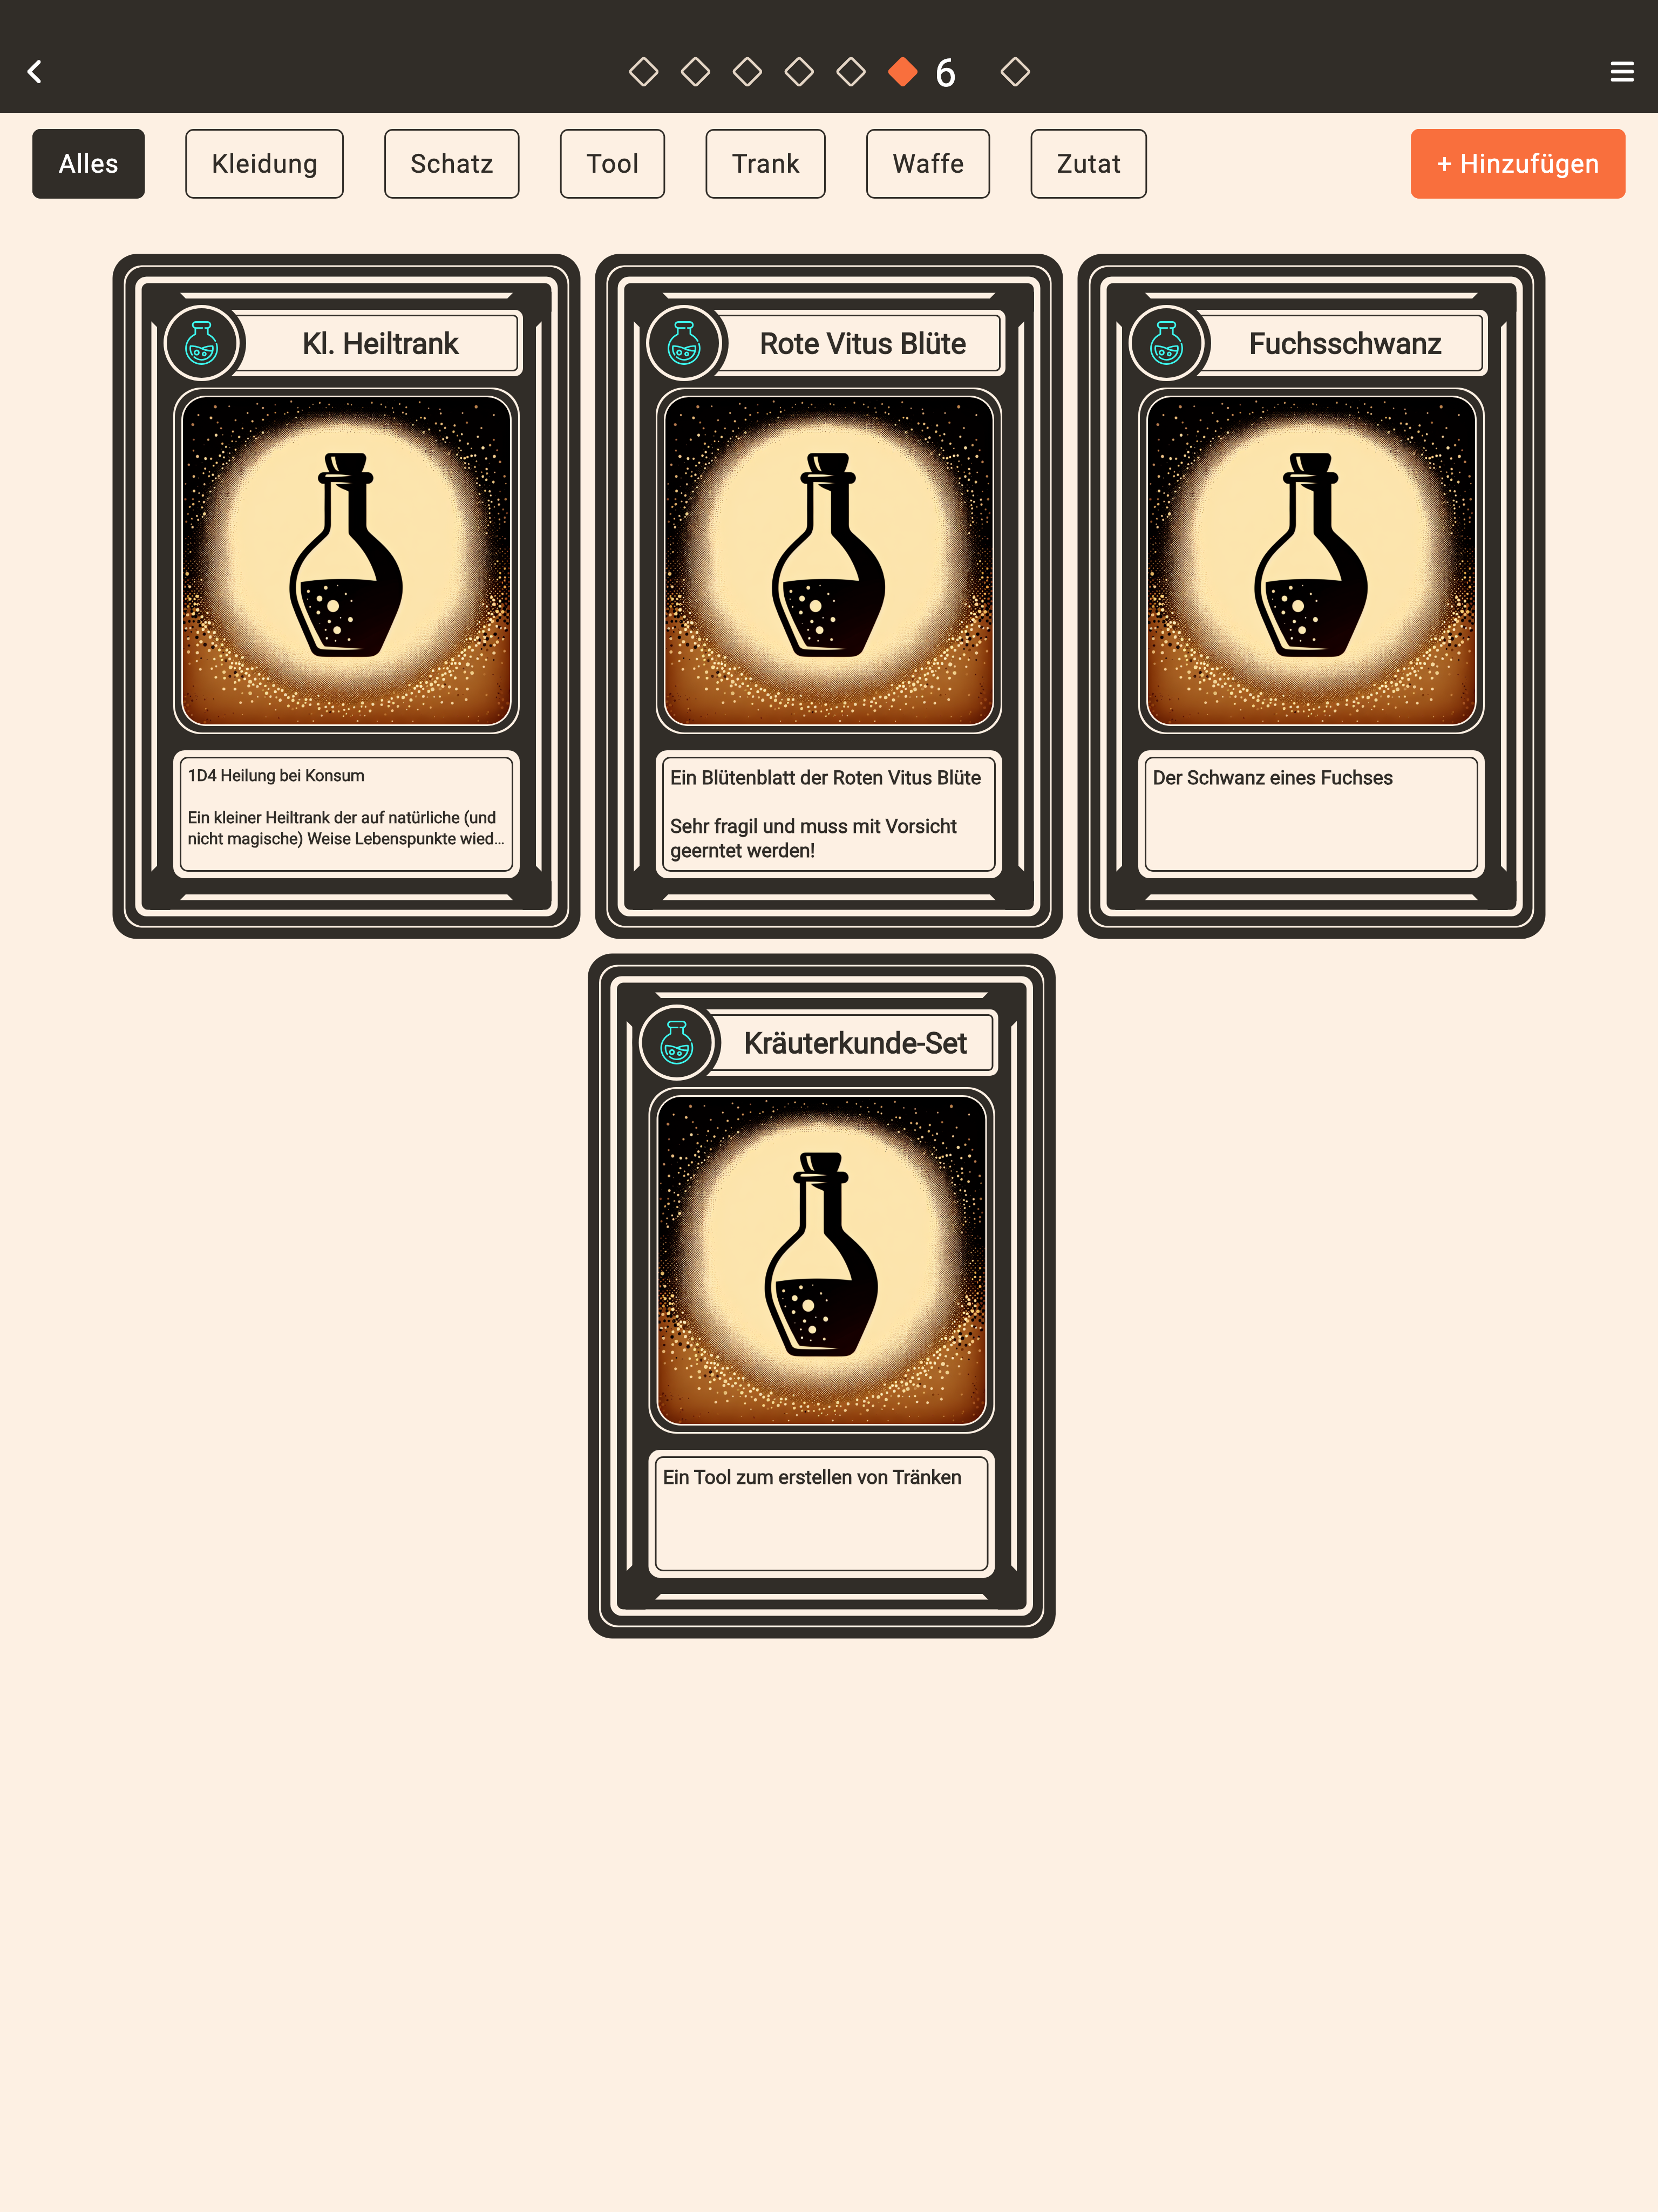 6
Alles
Kleidung
Schatz
Tool
Trank
Waffe
Zutat
+ Hinzufügen
Kl. Heiltrank
1D4 Heilung bei Konsum
Ein kleiner Heiltrank der auf natürliche (und
nicht magische) Weise Lebenspunkte wied...
Rote Vitus Blüte
Ein Blütenblatt der Roten Vitus Blüte
Sehr fragil und muss mit Vorsicht
geerntet werden!
Fuchsschwanz
Der Schwanz eines Fuchses
Kräuterkunde-Set
Ein Tool zum erstellen von Tränken